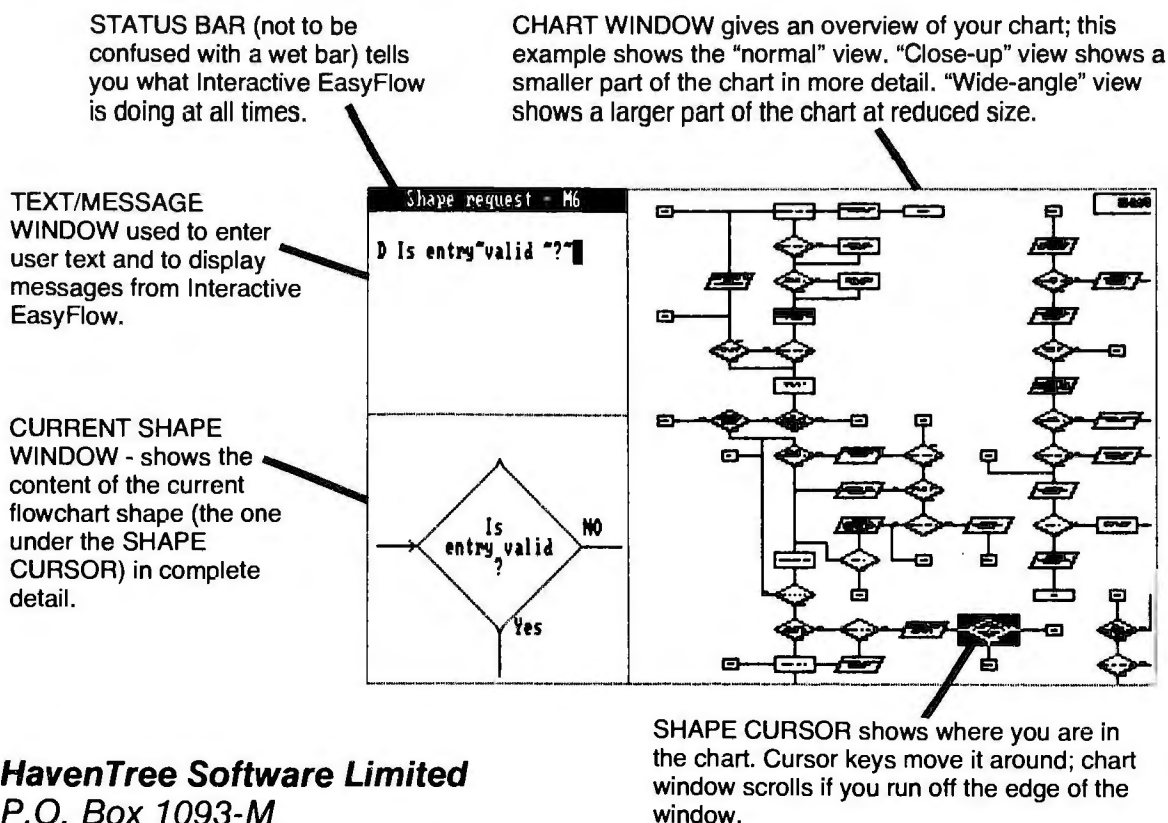 STATUS BAR (not to be
confused with a wet bar) tells
you what Interactive EasyFlow
is doing at all times.
CHART WINDOW gives an overview of your chart; this
example shows the “normal” view. “Close-up” view shows a
smaller part of the chart in more detail. “Wide-angle” view
shows a larger part of the chart at reduced size.
TEXT/MESSAGE
WINDOW used to enter
user text and to display
messages from Interactive
EasyFlow.
Shape request - M6
D Is entry~valid ~?~
CURRENT SHAPE
WINDOW - shows the
content of the current
flowchart shape (the one
under the SHAPE
CURSOR) in complete
detail.
Is
entry valid
?
NO
Yes
SHAPE CURSOR shows where you are in
the chart. Cursor keys move it around; chart
window scrolls if you run off the edge of the
window.
HavenTree Software Limited
P.O. Box 1093-M